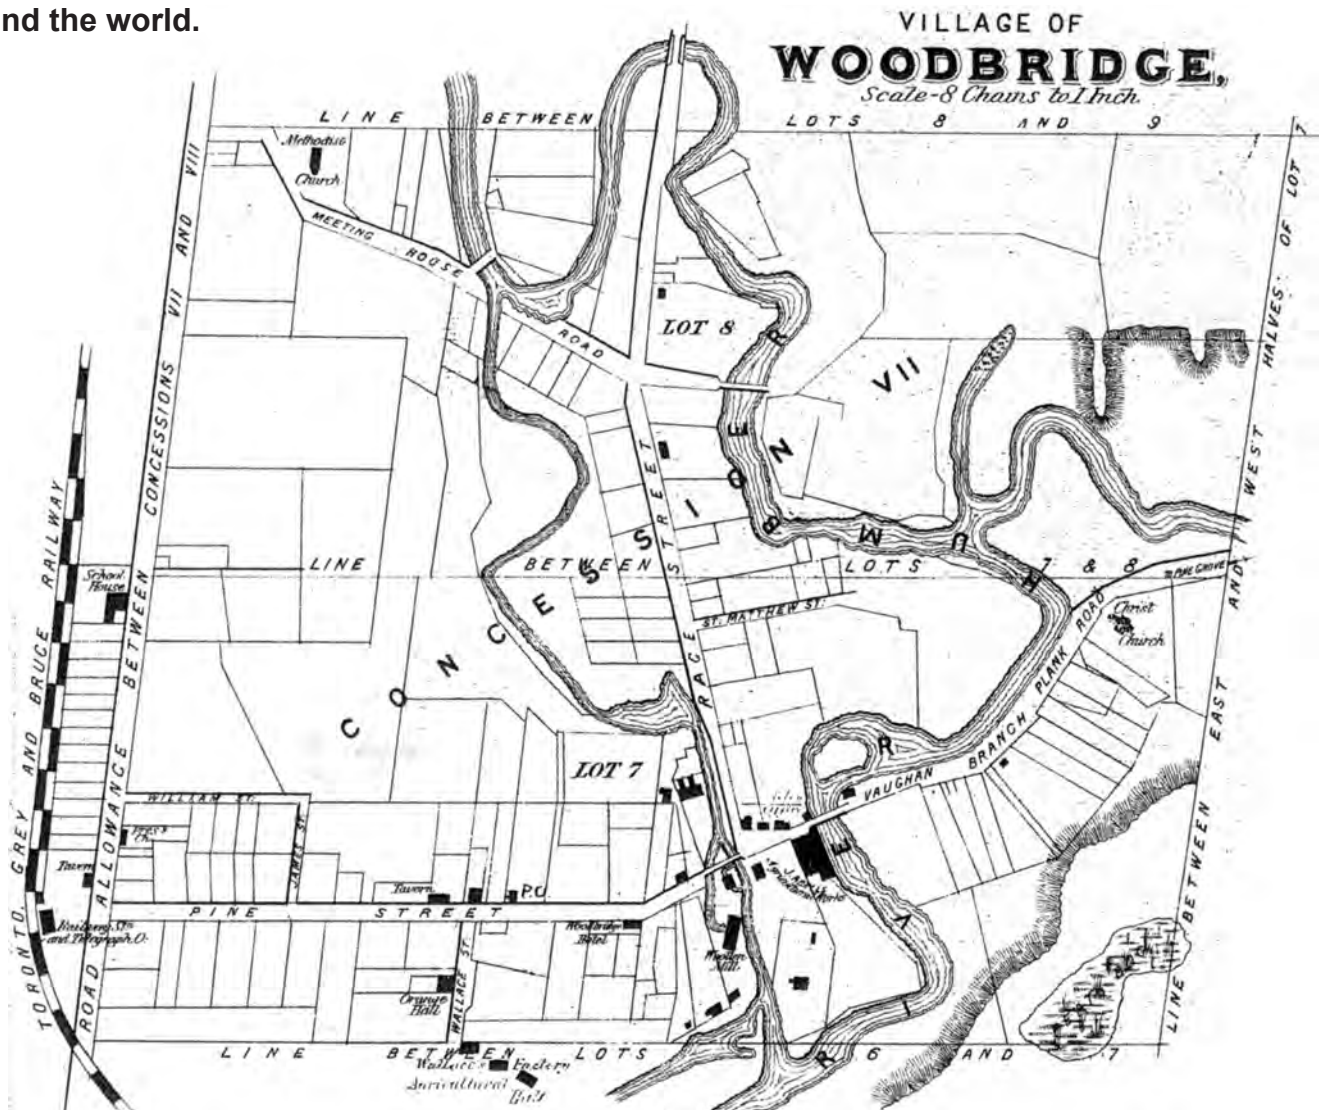 nd the world.
VILLAGE OF
WOODBRIDGE,
Scale-8 Chains to 1 Inch
LINE BETWEEN LOTS 8 AND 9
Methodist
Church
MEETING HOUSE ROAD
LOT 8
VII
CONCESSION
HUMBER
RIVER
RACE STREET
LINE BETWEEN LOTS 7 & 8
TO PINE GROVE
Christ
Church
ST. MATTHEW ST.
VAUGHAN BRANCH PLANK ROAD
LINE BETWEEN EAST AND WEST HALVES OF LOT 7
ROAD ALLOWANCE BETWEEN CONCESSIONS VII AND VIII
TORONTO GREY AND BRUCE RAILWAY
School
House
LOT 7
WILLIAM ST.
JAMES ST.
Tavern
Tavern
P.O.
PINE STREET
Railway Stn
and Telegraph O.
Woodbridge
Hotel
Woolen
Mill
Orange
Hall
WALLACE ST.
LINE BETWEEN LOTS 6 AND 7
Wallace's
Agricultural